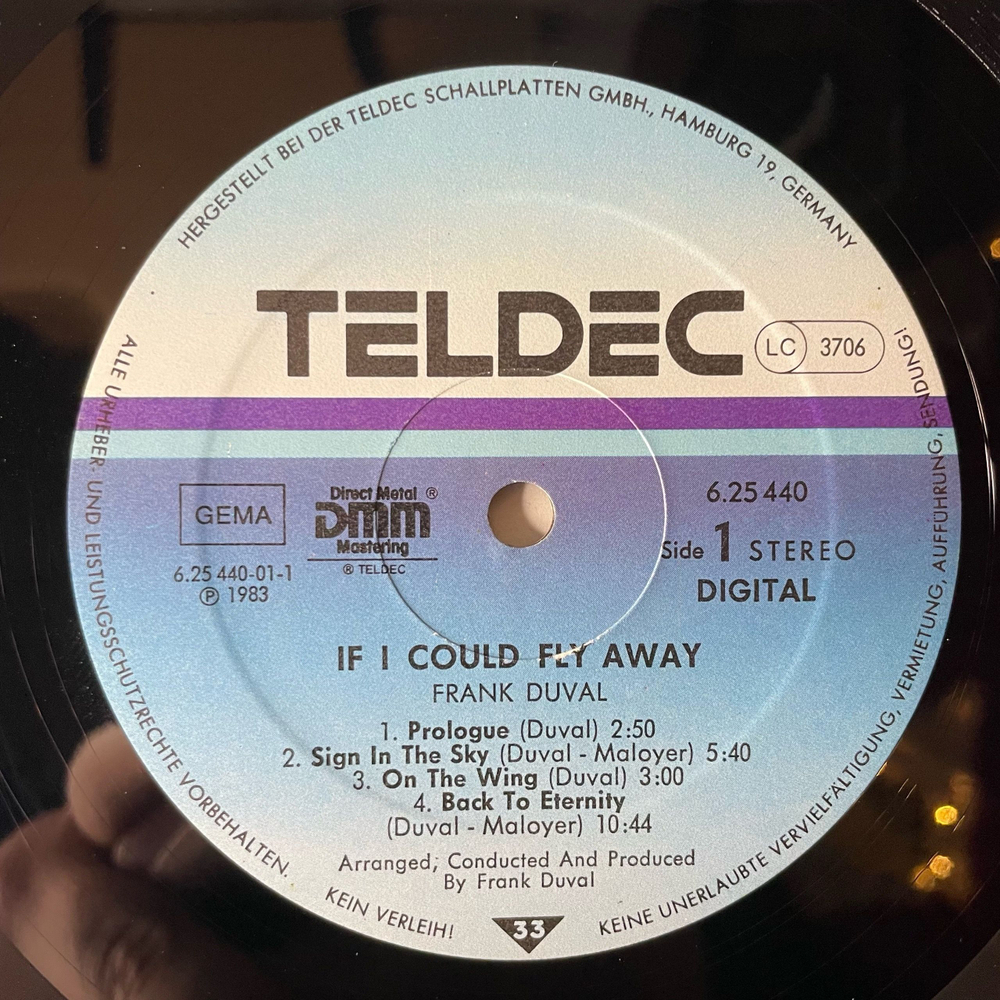 HERGESTELLT BEI DER TELDEC SCHALLPLATTEN GMBH., HAMBURG 19, GERMANY
TELDEC
LC 3706
GEMA
6.25 440-01-1
Ⓟ 1983
Direct Metal ®
DMM
Mastering
® TELDEC
6.25 440
Side 1 STEREO
DIGITAL
IF I COULD FLY AWAY
FRANK DUVAL
1. Prologue (Duval) 2:50
2. Sign In The Sky (Duval - Maloyer) 5:40
3. On The Wing (Duval) 3:00
4. Back To Eternity
(Duval - Maloyer) 10:44
Arranged; Conducted And Produced
By Frank Duval
33
ALLE URHEBER- UND LEISTUNGSSCHUTZRECHTE VORBEHALTEN. KEIN VERLEIH! KEINE UNERLAUBTE VERVIELFÄLTIGUNG, VERMIETUNG, AUFFÜHRUNG, SENDUNG!